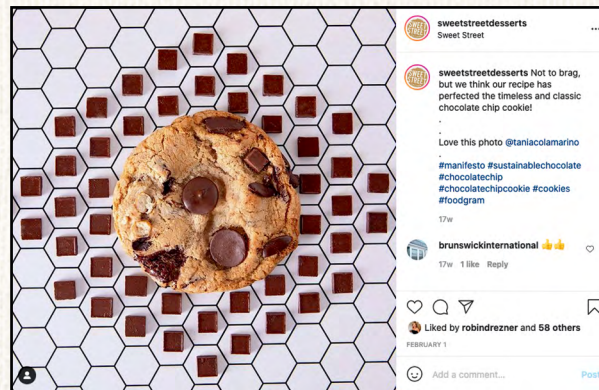 sweetstreetdesserts
Sweet Street
sweetstreetdesserts Not to brag,
but we think our recipe has
perfected the timeless and classic
chocolate chip cookie!
.
.
Love this photo @taniacolamarino
.
#manifesto #sustainablechocolate
#chocolatechip
#chocolatechipcookie #cookies
#foodgram
17w
brunswickinternational 👍👍
17w 1 like Reply
Liked by robindrezner and 58 others
FEBRUARY 1
Add a comment... Post